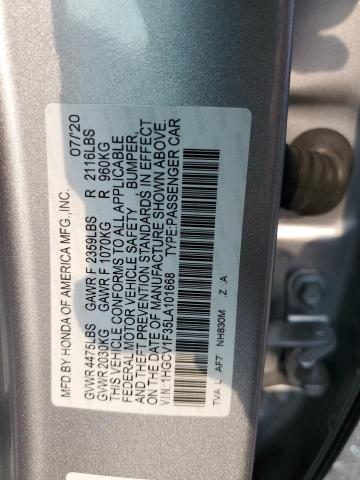 MFD. BY HONDA OF AMERICA MFG., INC. 07/20
GVWR 4475LBS GAWR F 2359LBS R 2116LBS
GVWR 2030KG GAWR F 1070KG R 960KG
THIS VEHICLE CONFORMS TO ALL APPLICABLE
FEDERAL MOTOR VEHICLE SAFETY, BUMPER,
AND THEFT PREVENTION STANDARDS IN EFFECT
ON THE DATE OF MANUFACTURE SHOWN ABOVE.
V.I.N.:1HGCV1F35LA101668 TYPE:PASSENGER CAR
TVA L AF7 NH830M .Z .A